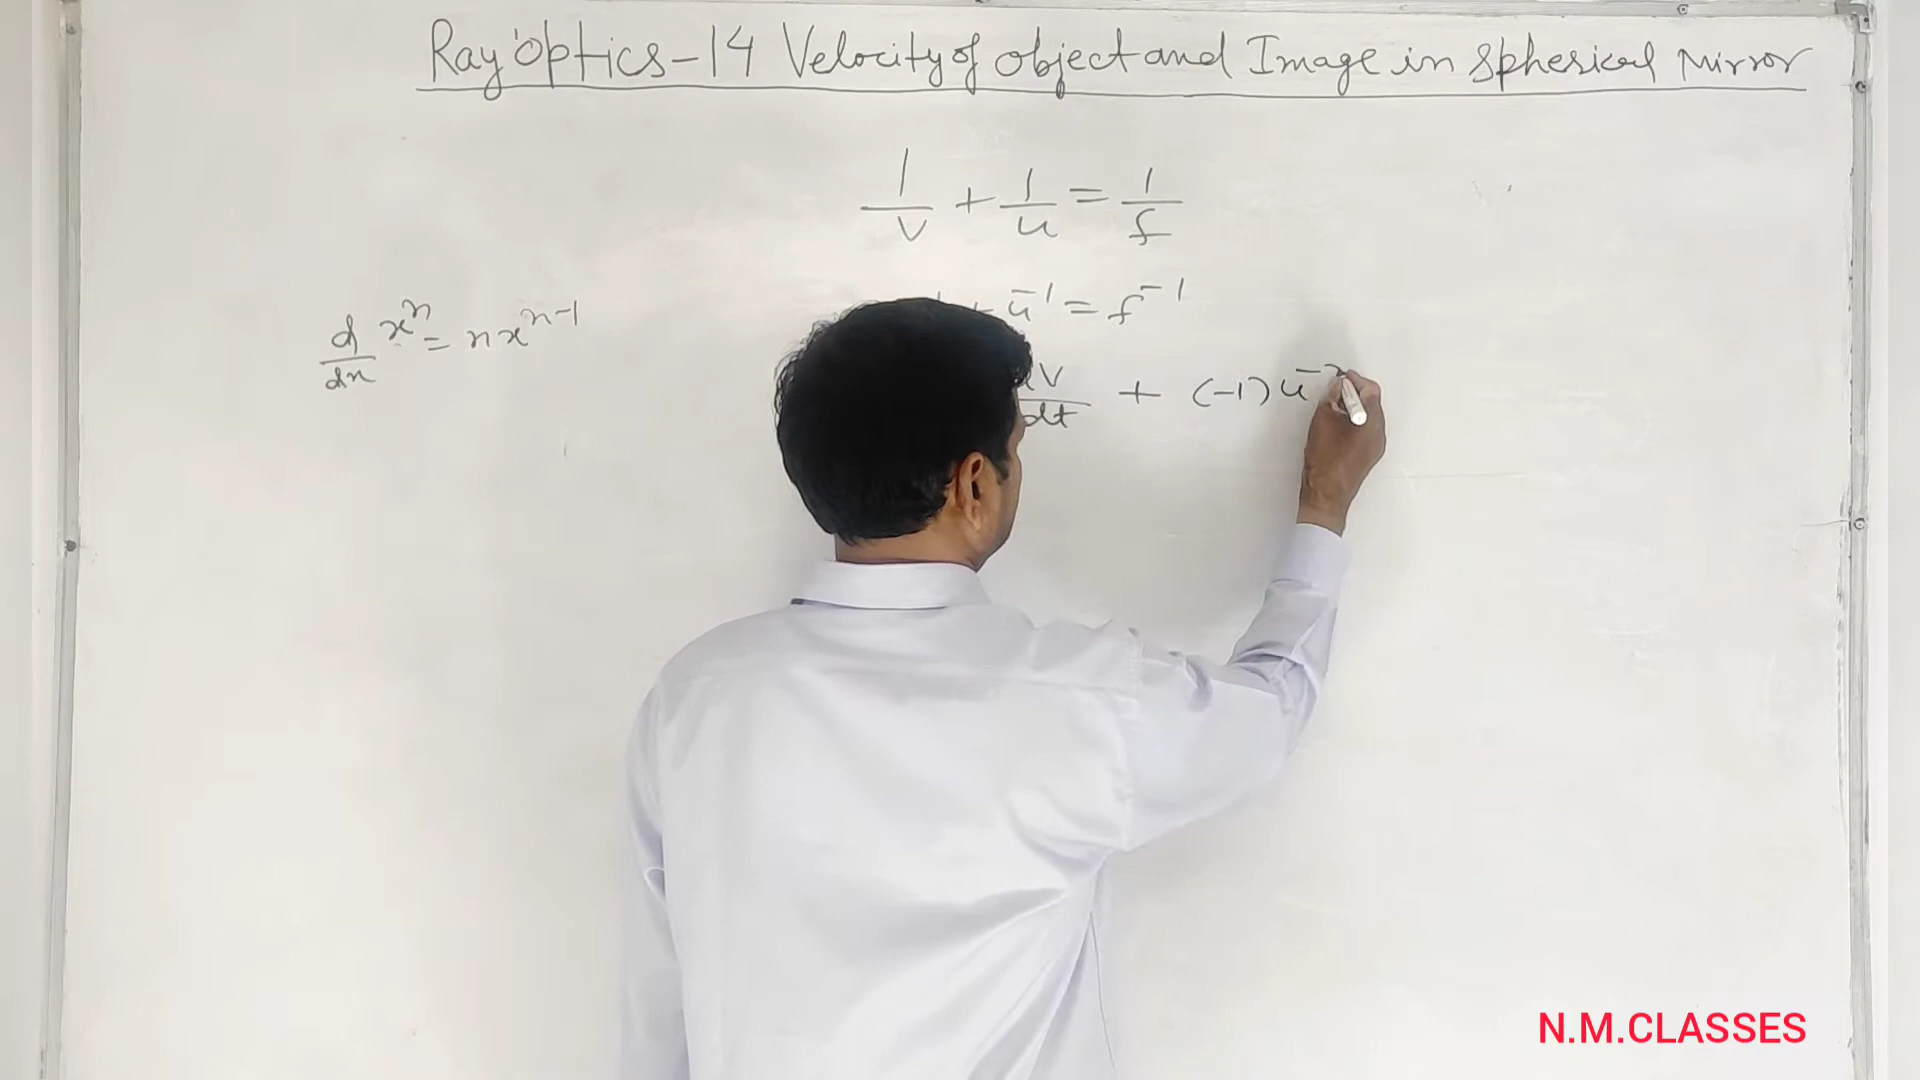 Ray Optics-14 Velocity of object and Image in Spherical Mirror
1/v + 1/u = 1/f
u⁻¹ = f⁻¹
d/dx xⁿ = nxⁿ⁻¹
dv/dt + (-1) u⁻
N.M.CLASSES